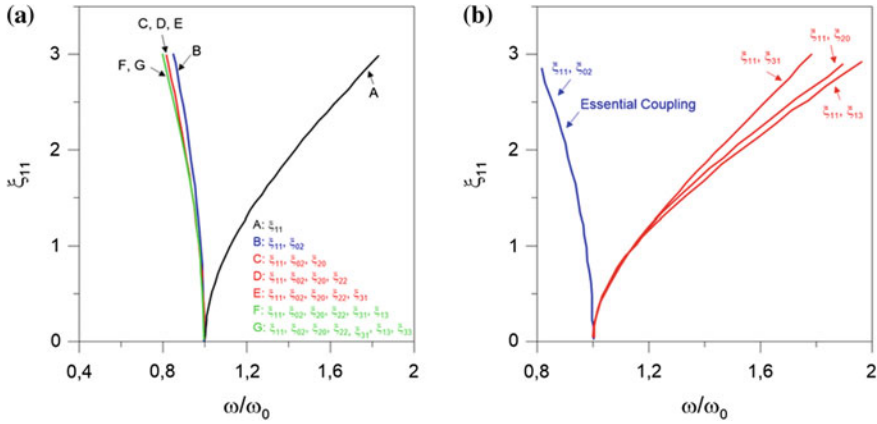 (a)
C, D, E
B
F, G
A
3
2
1
0
ξ₁₁
A: ξ₁₁
B: ξ₁₁, ξ₀₂
C: ξ₁₁, ξ₀₂, ξ₂₀
D: ξ₁₁, ξ₀₂, ξ₂₀, ξ₂₂
E: ξ₁₁, ξ₀₂, ξ₂₀, ξ₂₂, ξ₃₁
F: ξ₁₁, ξ₀₂, ξ₂₀, ξ₂₂, ξ₃₁, ξ₁₃
G: ξ₁₁, ξ₀₂, ξ₂₀, ξ₂₂, ξ₃₁, ξ₁₃, ξ₃₃
0,4 0,8 1,2 1,6 2
ω/ω₀
(b)
ξ₁₁, ξ₀₂
Essential Coupling
ξ₁₁, ξ₃₁
ξ₁₁, ξ₂₀
ξ₁₁, ξ₁₃
3
2
1
0
ξ₁₁
0,8 1,2 1,6 2
ω/ω₀